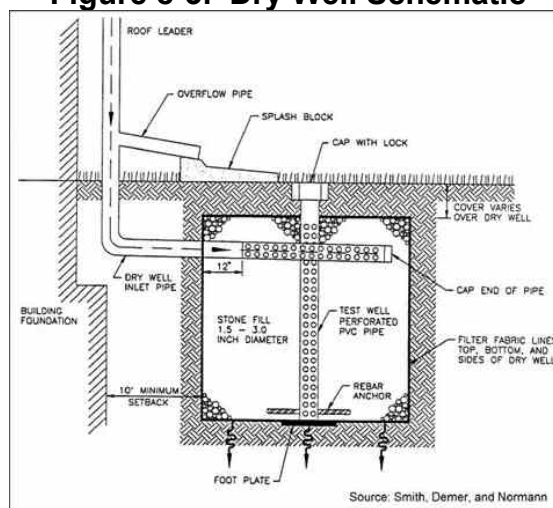 Dry Well Schematic
ROOF LEADER
OVERFLOW PIPE
SPLASH BLOCK
CAP WITH LOCK
COVER VARIES
OVER DRY WELL
12"
DRY WELL
INLET PIPE
CAP END OF PIPE
BUILDING
FOUNDATION
STONE FILL
1.5 - 3.0
INCH DIAMETER
TEST WELL
PERFORATED
PVC PIPE
FILTER FABRIC LINES
TOP, BOTTOM, AND
SIDES OF DRY WELL
10' MINIMUM
SETBACK
REBAR
ANCHOR
FOOT PLATE
Source: Smith, Demer, and Normann